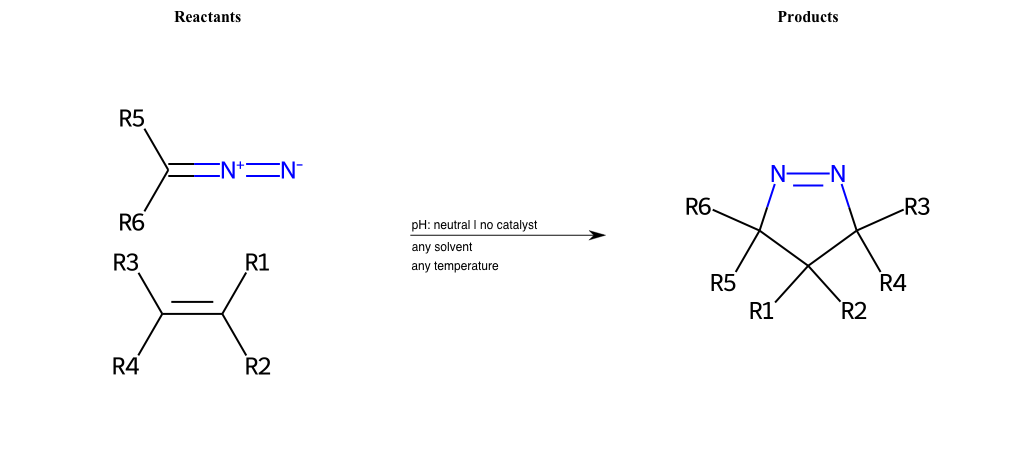 Reactants
Products
R5
N+
N-
R6
R3
R1
R4
R2
pH: neutral | no catalyst
any solvent
any temperature
N
N
R6
R3
R5
R4
R1
R2